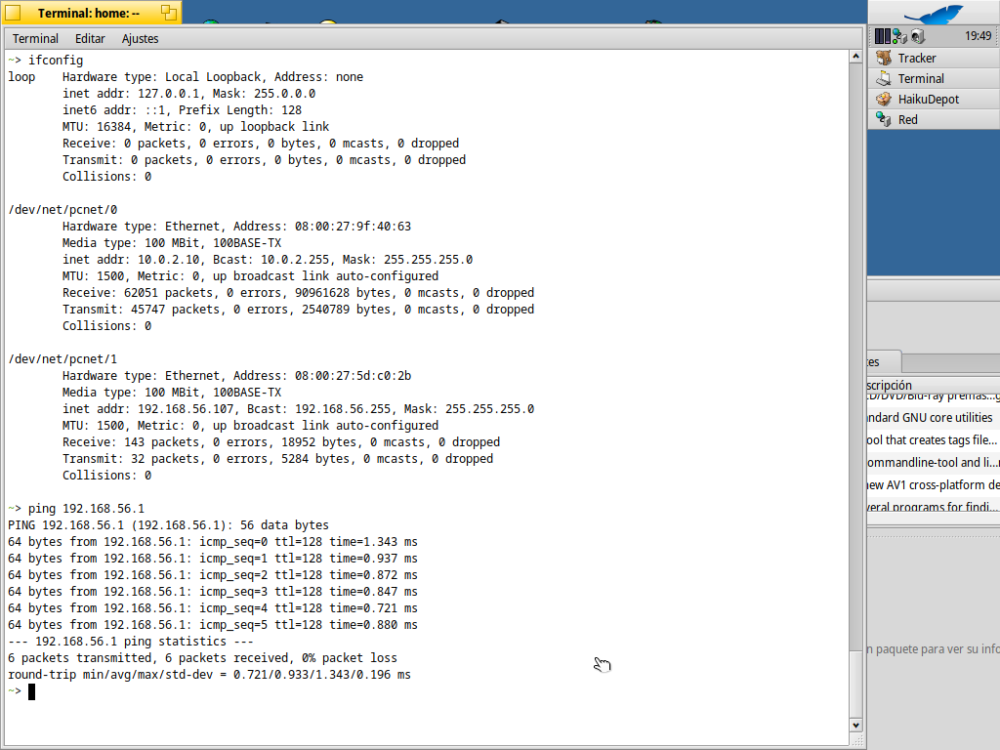 Terminal: home: --
Terminal Editar Ajustes
~> ifconfig
loop Hardware type: Local Loopback, Address: none
inet addr: 127.0.0.1, Mask: 255.0.0.0
inet6 addr: ::1, Prefix Length: 128
MTU: 16384, Metric: 0, up loopback link
Receive: 0 packets, 0 errors, 0 bytes, 0 mcasts, 0 dropped
Transmit: 0 packets, 0 errors, 0 bytes, 0 mcasts, 0 dropped
Collisions: 0
/dev/net/pcnet/0
Hardware type: Ethernet, Address: 08:00:27:9f:40:63
Media type: 100 MBit, 100BASE-TX
inet addr: 10.0.2.10, Bcast: 10.0.2.255, Mask: 255.255.255.0
MTU: 1500, Metric: 0, up broadcast link auto-configured
Receive: 62051 packets, 0 errors, 90961628 bytes, 0 mcasts, 0 dropped
Transmit: 45747 packets, 0 errors, 2540789 bytes, 0 mcasts, 0 dropped
Collisions: 0
/dev/net/pcnet/1
Hardware type: Ethernet, Address: 08:00:27:5d:c0:2b
Media type: 100 MBit, 100BASE-TX
inet addr: 192.168.56.107, Bcast: 192.168.56.255, Mask: 255.255.255.0
MTU: 1500, Metric: 0, up broadcast link auto-configured
Receive: 143 packets, 0 errors, 18952 bytes, 0 mcasts, 0 dropped
Transmit: 32 packets, 0 errors, 5284 bytes, 0 mcasts, 0 dropped
Collisions: 0
~> ping 192.168.56.1
PING 192.168.56.1 (192.168.56.1): 56 data bytes
64 bytes from 192.168.56.1: icmp_seq=0 ttl=128 time=1.343 ms
64 bytes from 192.168.56.1: icmp_seq=1 ttl=128 time=0.937 ms
64 bytes from 192.168.56.1: icmp_seq=2 ttl=128 time=0.872 ms
64 bytes from 192.168.56.1: icmp_seq=3 ttl=128 time=0.847 ms
64 bytes from 192.168.56.1: icmp_seq=4 ttl=128 time=0.721 ms
64 bytes from 192.168.56.1: icmp_seq=5 ttl=128 time=0.880 ms
--- 192.168.56.1 ping statistics ---
6 packets transmitted, 6 packets received, 0% packet loss
round-trip min/avg/max/std-dev = 0.721/0.933/1.343/0.196 ms
~>
19:49
Tracker
Terminal
HaikuDepot
Red
es
scripción
D/DVD/Blu-ray premas...
ndard GNU core utilities
ool that creates tags file...
ommandline-tool and li...
new AV1 cross-platform de
veral programs for findi...
n paquete para ver su info